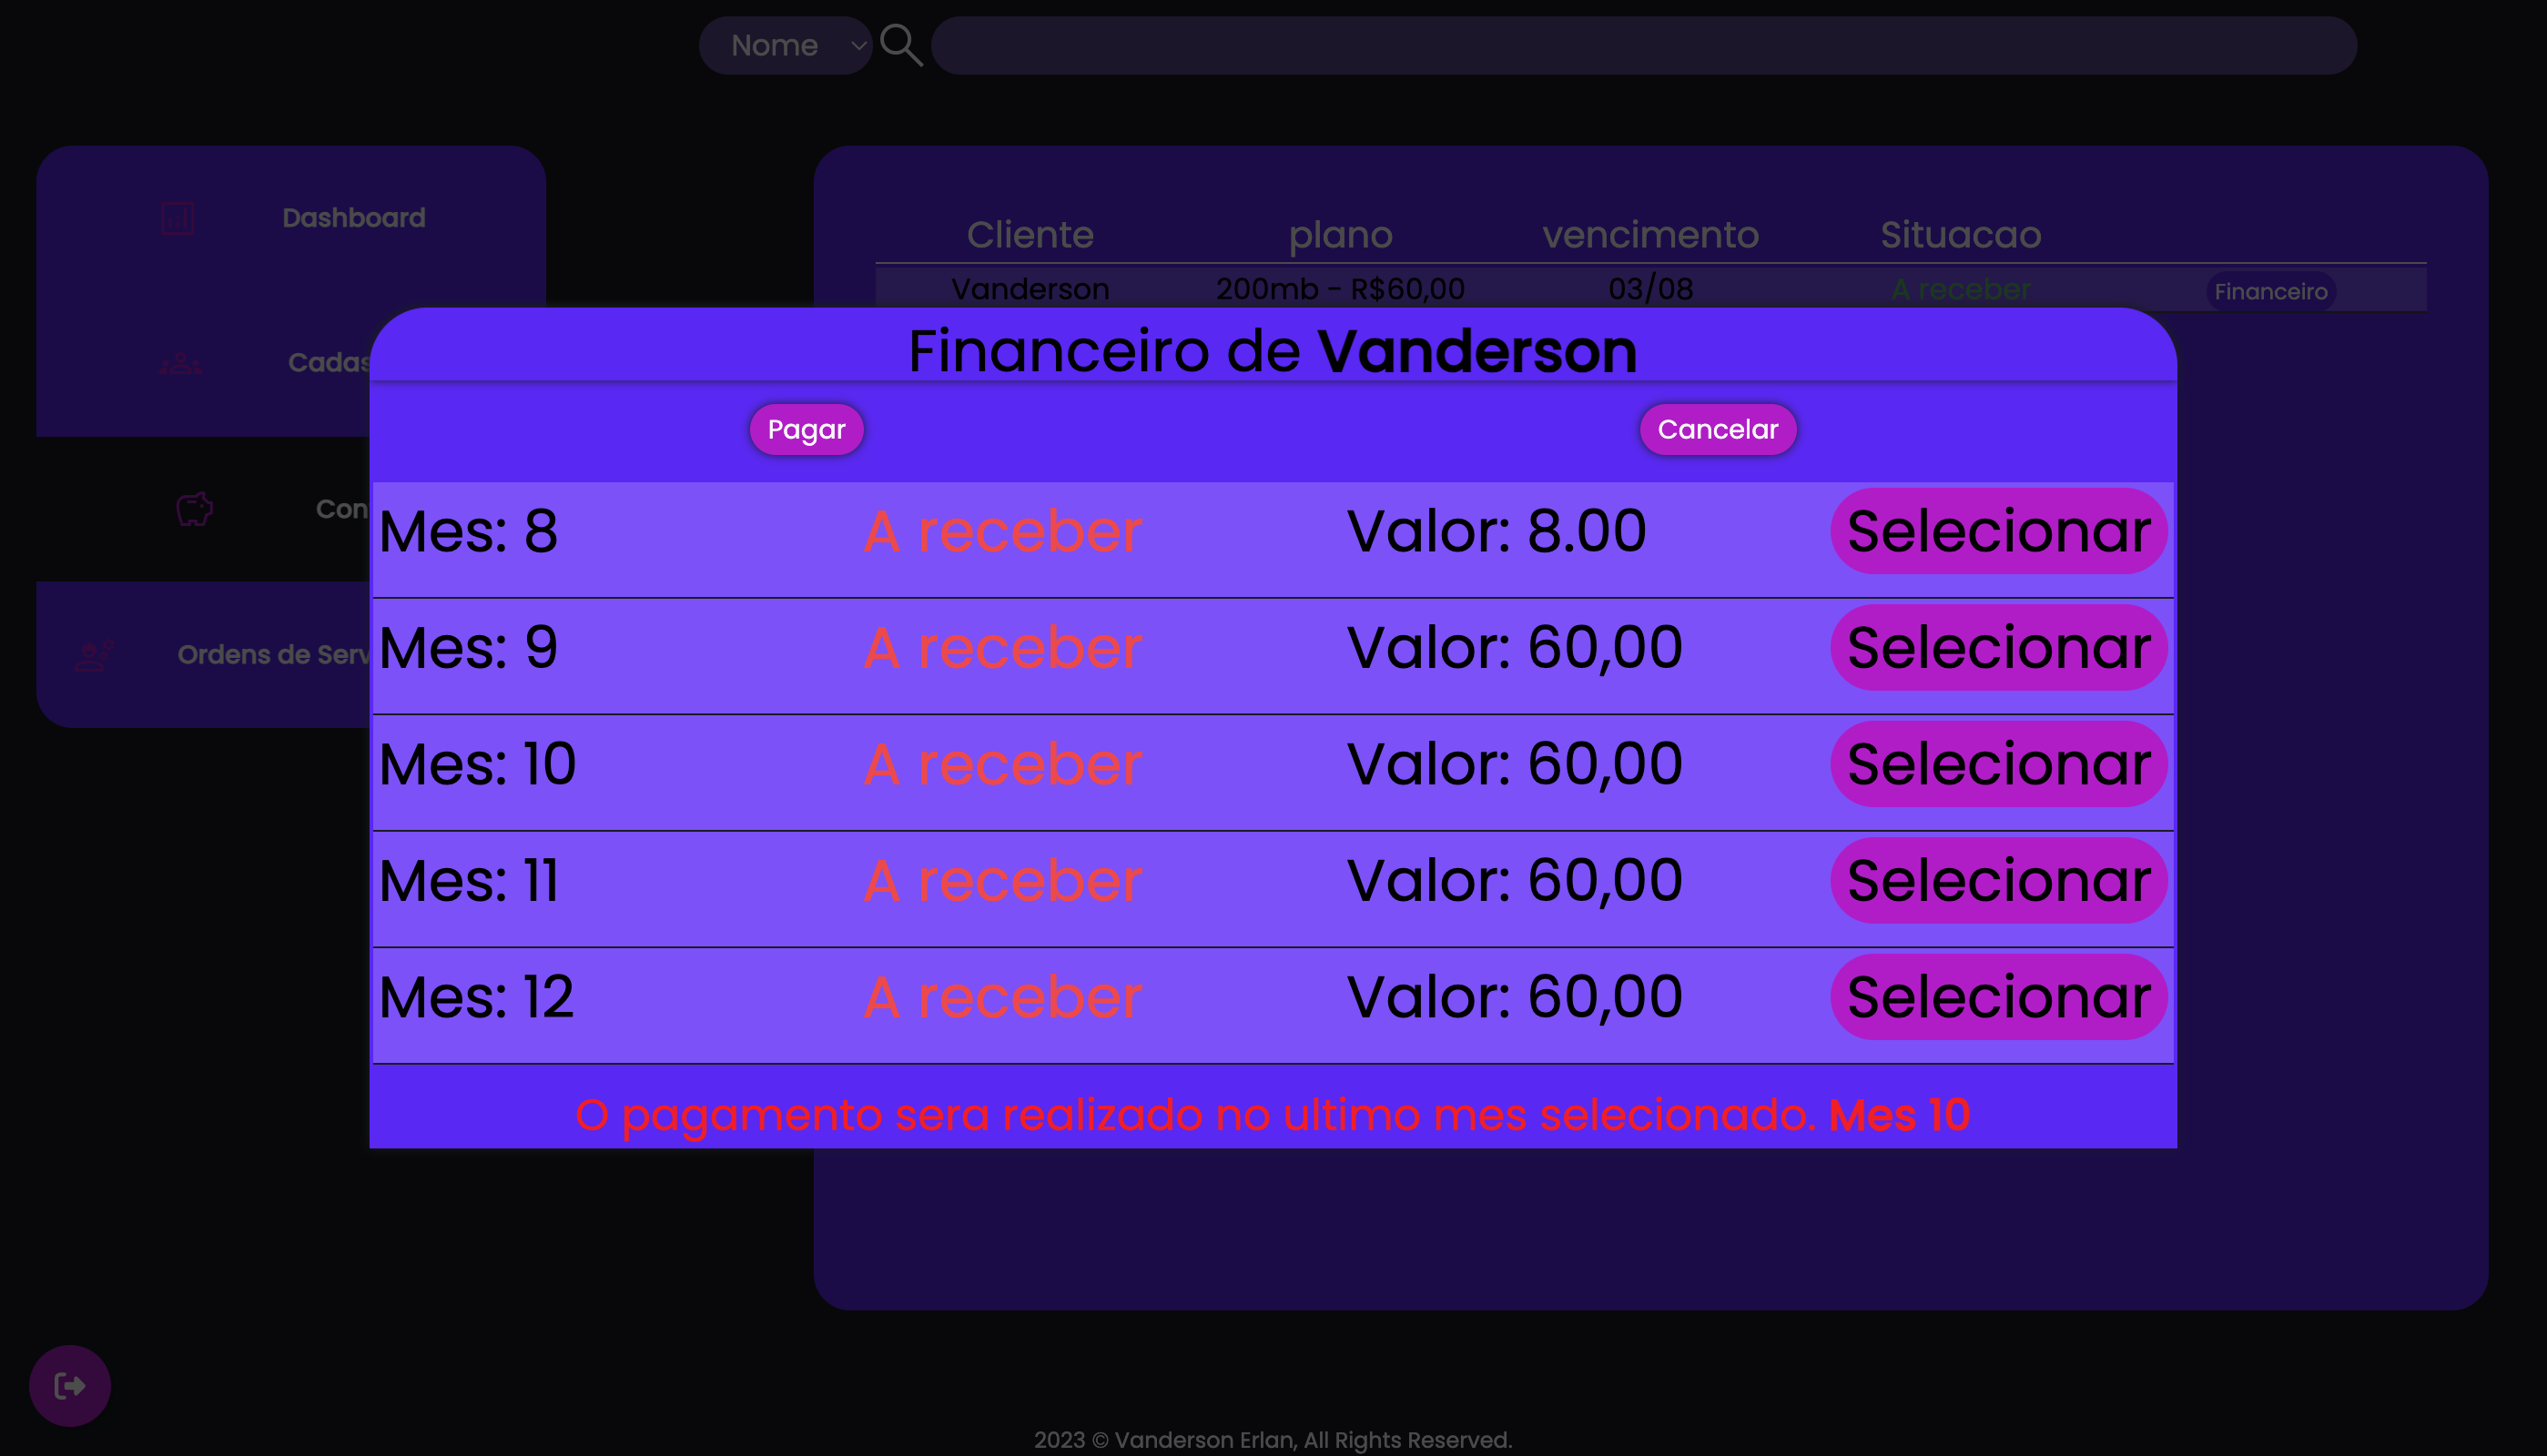 Nome
Dashboard
Cliente plano vencimento Situacao
Vanderson 200mb - R$60,00 03/08 A receber Financeiro
Financeiro de Vanderson
Pagar Cancelar
Mes: 8 A receber Valor: 8.00 Selecionar
Mes: 9 A receber Valor: 60,00 Selecionar
Mes: 10 A receber Valor: 60,00 Selecionar
Mes: 11 A receber Valor: 60,00 Selecionar
Mes: 12 A receber Valor: 60,00 Selecionar
O pagamento sera realizado no ultimo mes selecionado. Mes 10
Cadas
Con
Ordens de Serv
2023 © Vanderson Erlan, All Rights Reserved.